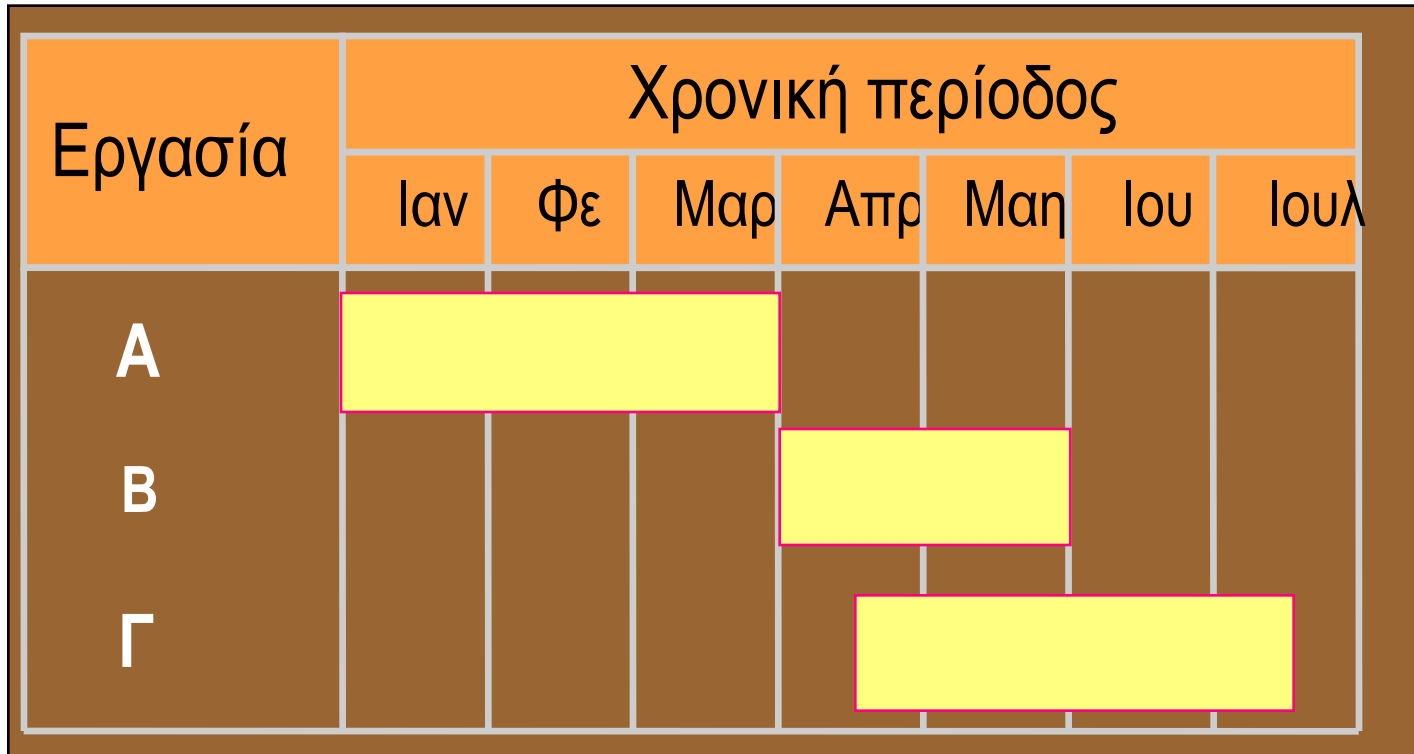 Χρονική περίοδος
Εργασία
Ιαν Φε Μαρ Απρ Μαη Ιου Ιουλ
Α
Β
Γ